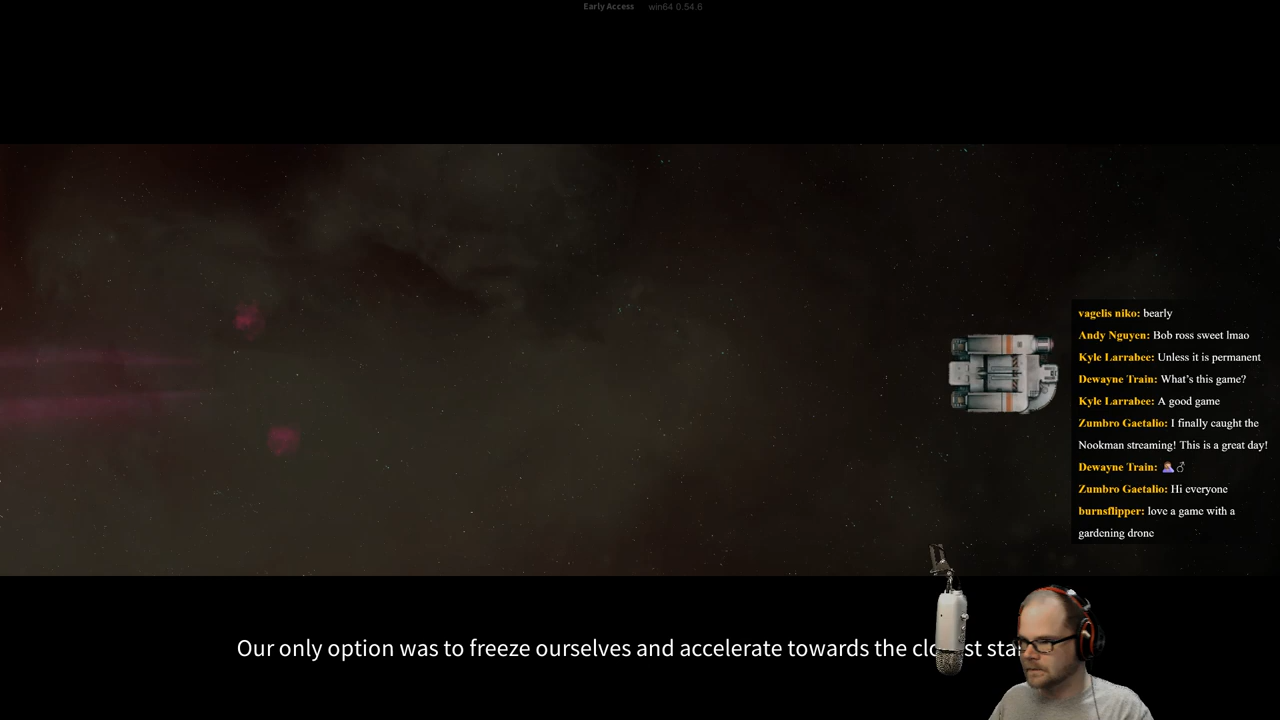 Early Access win64 0.54.6
vagelis niko: bearly
Andy Nguyen: Bob ross sweet lmao
Kyle Larrabee: Unless it is permanent
Dewayne Train: What's this game?
Kyle Larrabee: A good game
Zumbro Gaetalio: I finally caught the
Nookman streaming! This is a great day!
Dewayne Train: 🤦🏼♂
Zumbro Gaetalio: Hi everyone
burnsflipper: love a game with a
gardening drone
Our only option was to freeze ourselves and accelerate towards the